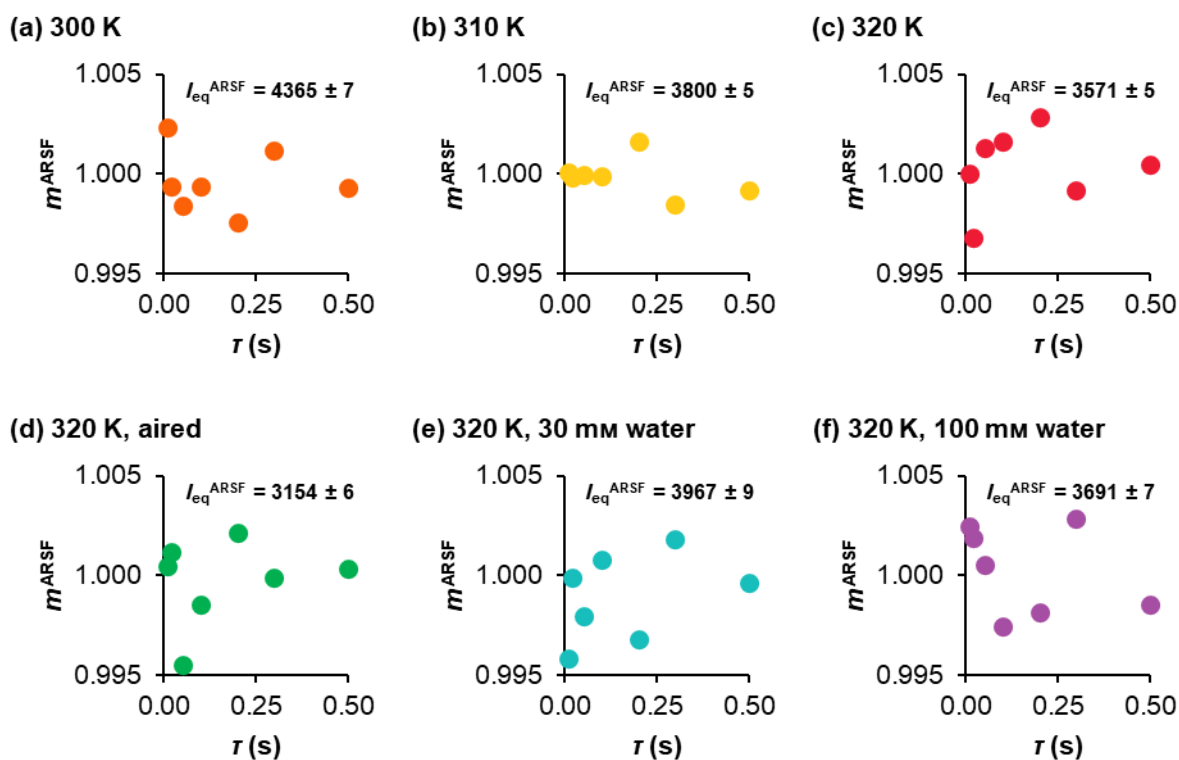 (a) 300 K
(b) 310 K
(c) 320 K
1.005
1.000
0.995
m^ARSF
I_eq^ARSF = 4365 ± 7
0.00 0.25 0.50
τ (s)
1.005
1.000
0.995
m^ARSF
I_eq^ARSF = 3800 ± 5
0.00 0.25 0.50
τ (s)
1.005
1.000
0.995
m^ARSF
I_eq^ARSF = 3571 ± 5
0.00 0.25 0.50
τ (s)
(d) 320 K, aired
(e) 320 K, 30 mM water
(f) 320 K, 100 mM water
1.005
1.000
0.995
m^ARSF
I_eq^ARSF = 3154 ± 6
0.00 0.25 0.50
τ (s)
1.005
1.000
0.995
m^ARSF
I_eq^ARSF = 3967 ± 9
0.00 0.25 0.50
τ (s)
1.005
1.000
0.995
m^ARSF
I_eq^ARSF = 3691 ± 7
0.00 0.25 0.50
τ (s)